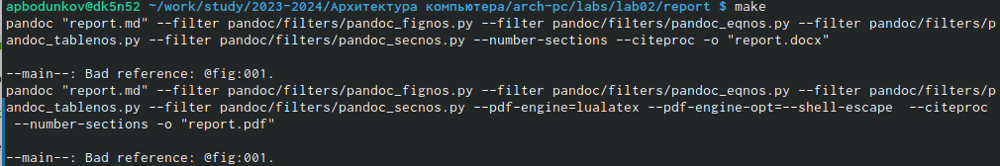 apbodunkov@dk5n52 ~/work/study/2023-2024/Архитектура компьютера/arch-pc/labs/lab02/report $ make
pandoc "report.md" --filter pandoc/filters/pandoc_fignos.py --filter pandoc/filters/pandoc_eqnos.py --filter pandoc/filters/p
andoc_tablenos.py --filter pandoc/filters/pandoc_secnos.py --number-sections --citeproc -o "report.docx"
--main--: Bad reference: @fig:001.
pandoc "report.md" --filter pandoc/filters/pandoc_fignos.py --filter pandoc/filters/pandoc_eqnos.py --filter pandoc/filters/p
andoc_tablenos.py --filter pandoc/filters/pandoc_secnos.py --pdf-engine=lualatex --pdf-engine-opt=--shell-escape  --citeproc
 --number-sections -o "report.pdf"
--main--: Bad reference: @fig:001.